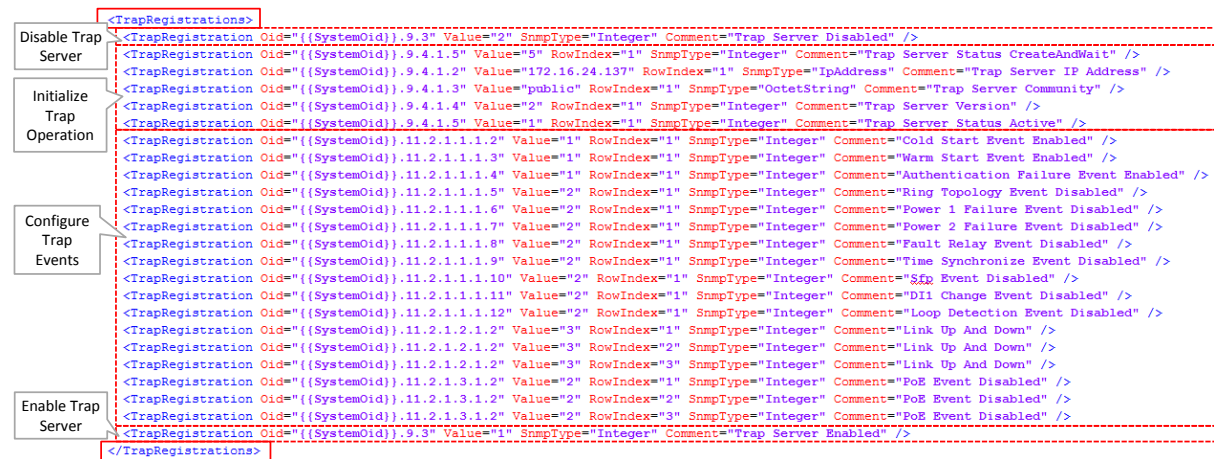 <TrapRegistrations>
Disable Trap
Server
<TrapRegistration Oid="{{SystemOid}}.9.3" Value="2" SnmpType="Integer" Comment="Trap Server Disabled" />
<TrapRegistration Oid="{{SystemOid}}.9.4.1.5" Value="5" RowIndex="1" SnmpType="Integer" Comment="Trap Server Status CreateAndWait" />
<TrapRegistration Oid="{{SystemOid}}.9.4.1.2" Value="172.16.24.137" RowIndex="1" SnmpType="IpAddress" Comment="Trap Server IP Address" />
Initialize
Trap
Operation
<TrapRegistration Oid="{{SystemOid}}.9.4.1.3" Value="public" RowIndex="1" SnmpType="OctetString" Comment="Trap Server Community" />
<TrapRegistration Oid="{{SystemOid}}.9.4.1.4" Value="2" RowIndex="1" SnmpType="Integer" Comment="Trap Server Version" />
<TrapRegistration Oid="{{SystemOid}}.9.4.1.5" Value="1" RowIndex="1" SnmpType="Integer" Comment="Trap Server Status Active" />
<TrapRegistration Oid="{{SystemOid}}.11.2.1.1.1.2" Value="1" RowIndex="1" SnmpType="Integer" Comment="Cold Start Event Enabled" />
<TrapRegistration Oid="{{SystemOid}}.11.2.1.1.1.3" Value="1" RowIndex="1" SnmpType="Integer" Comment="Warm Start Event Enabled" />
<TrapRegistration Oid="{{SystemOid}}.11.2.1.1.1.4" Value="1" RowIndex="1" SnmpType="Integer" Comment="Authentication Failure Event Enabled" />
<TrapRegistration Oid="{{SystemOid}}.11.2.1.1.1.5" Value="2" RowIndex="1" SnmpType="Integer" Comment="Ring Topology Event Disabled" />
<TrapRegistration Oid="{{SystemOid}}.11.2.1.1.1.6" Value="2" RowIndex="1" SnmpType="Integer" Comment="Power 1 Failure Event Disabled" />
Configure
Trap
Events
<TrapRegistration Oid="{{SystemOid}}.11.2.1.1.1.7" Value="2" RowIndex="1" SnmpType="Integer" Comment="Power 2 Failure Event Disabled" />
<TrapRegistration Oid="{{SystemOid}}.11.2.1.1.1.8" Value="2" RowIndex="1" SnmpType="Integer" Comment="Fault Relay Event Disabled" />
<TrapRegistration Oid="{{SystemOid}}.11.2.1.1.1.9" Value="2" RowIndex="1" SnmpType="Integer" Comment="Time Synchronize Event Disabled" />
<TrapRegistration Oid="{{SystemOid}}.11.2.1.1.1.10" Value="2" RowIndex="1" SnmpType="Integer" Comment="Sfp Event Disabled" />
<TrapRegistration Oid="{{SystemOid}}.11.2.1.1.1.11" Value="2" RowIndex="1" SnmpType="Integer" Comment="DI1 Change Event Disabled" />
<TrapRegistration Oid="{{SystemOid}}.11.2.1.1.1.12" Value="2" RowIndex="1" SnmpType="Integer" Comment="Loop Detection Event Disabled" />
<TrapRegistration Oid="{{SystemOid}}.11.2.1.2.1.2" Value="3" RowIndex="1" SnmpType="Integer" Comment="Link Up And Down" />
<TrapRegistration Oid="{{SystemOid}}.11.2.1.2.1.2" Value="3" RowIndex="2" SnmpType="Integer" Comment="Link Up And Down" />
<TrapRegistration Oid="{{SystemOid}}.11.2.1.2.1.2" Value="3" RowIndex="3" SnmpType="Integer" Comment="Link Up And Down" />
<TrapRegistration Oid="{{SystemOid}}.11.2.1.3.1.2" Value="2" RowIndex="1" SnmpType="Integer" Comment="PoE Event Disabled" />
<TrapRegistration Oid="{{SystemOid}}.11.2.1.3.1.2" Value="2" RowIndex="2" SnmpType="Integer" Comment="PoE Event Disabled" />
<TrapRegistration Oid="{{SystemOid}}.11.2.1.3.1.2" Value="2" RowIndex="3" SnmpType="Integer" Comment="PoE Event Disabled" />
Enable Trap
Server
<TrapRegistration Oid="{{SystemOid}}.9.3" Value="1" SnmpType="Integer" Comment="Trap Server Enabled" />
</TrapRegistrations>